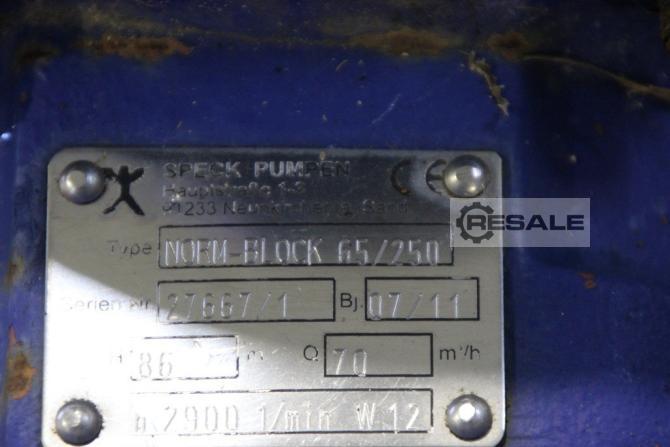 SPECK PUMPEN
Hauptstraße 1-3
91233 Neunkirchen a. Sand
CE
RESALE
Type NORM-BLOCK 65/250
Serien Nr. 27667/1 Bj. 07/11
H 86 m Q 70 m³/h
n 2900 1/min W 12